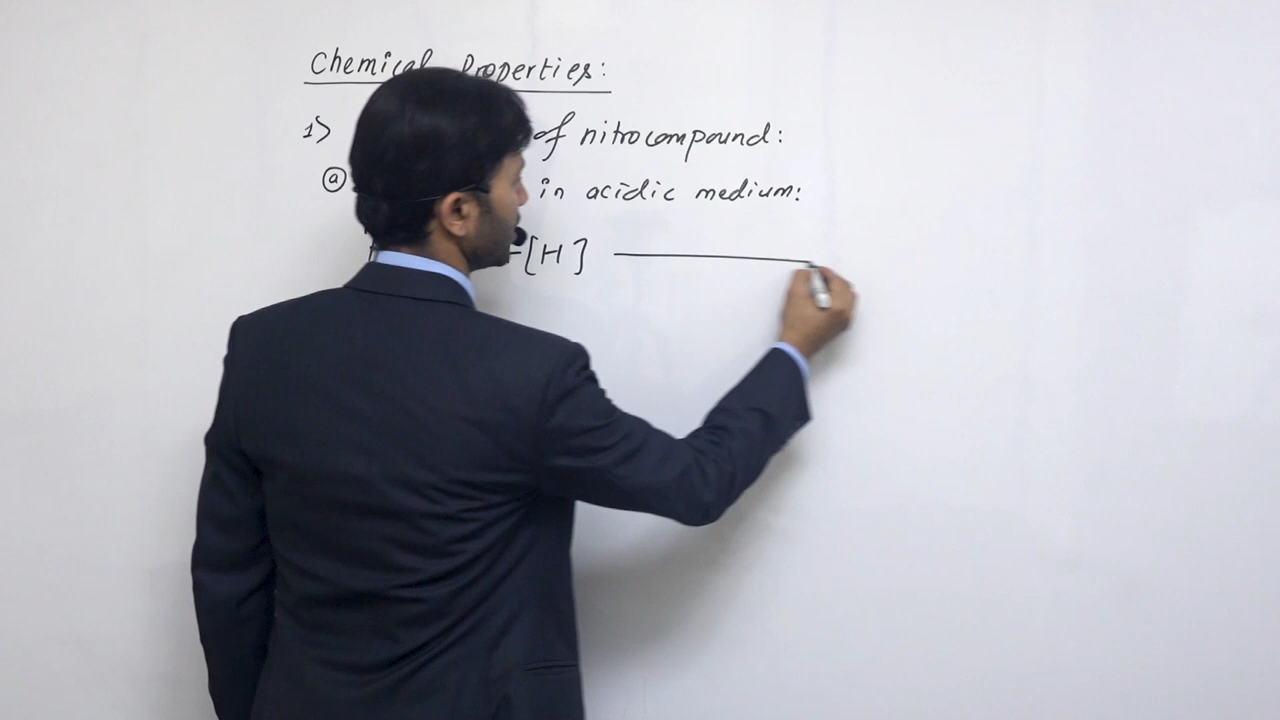 Chemical Properties:
1> of nitrocompound:
(a) in acidic medium:
+[H]